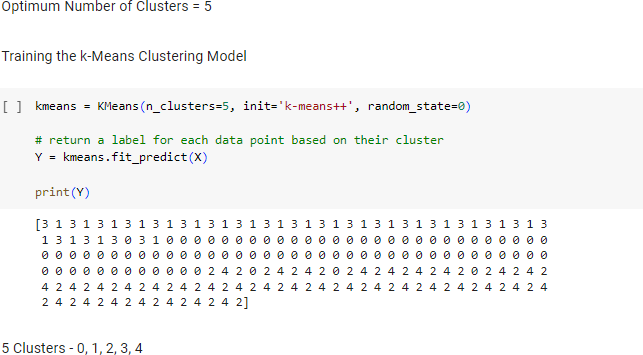 Optimum Number of Clusters = 5
Training the k-Means Clustering Model
[ ] kmeans = KMeans(n_clusters=5, init='k-means++', random_state=0)
# return a label for each data point based on their cluster
Y = kmeans.fit_predict(X)
print(Y)
[3 1 3 1 3 1 3 1 3 1 3 1 3 1 3 1 3 1 3 1 3 1 3 1 3 1 3 1 3 1 3 1 3 1 3 1 3
1 3 1 3 1 3 0 3 1 0 0 0 0 0 0 0 0 0 0 0 0 0 0 0 0 0 0 0 0 0 0 0 0 0 0 0 0
0 0 0 0 0 0 0 0 0 0 0 0 0 0 0 0 0 0 0 0 0 0 0 0 0 0 0 0 0 0 0 0 0 0 0 0 0
0 0 0 0 0 0 0 0 0 0 0 0 2 4 2 0 2 4 2 4 2 0 2 4 2 4 2 4 2 4 2 0 2 4 2 4 2
4 2 4 2 4 2 4 2 4 2 4 2 4 2 4 2 4 2 4 2 4 2 4 2 4 2 4 2 4 2 4 2 4 2 4 2 4
2 4 2 4 2 4 2 4 2 4 2 4 2 4 2]
5 Clusters - 0, 1, 2, 3, 4